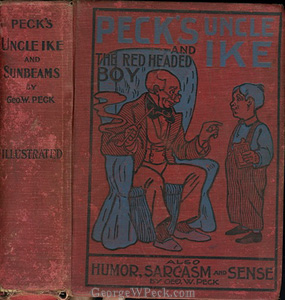 PECK'S
UNCLE IKE
AND
SUNBEAMS
BY
GEO. W. PECK
ILLUSTRATED
PECK'S UNCLE
AND IKE
THE RED HEADED
BOY
ALSO
HUMOR, SARCASM AND SENSE
BY GEO. W. PECK
GeorgeWPeck.com